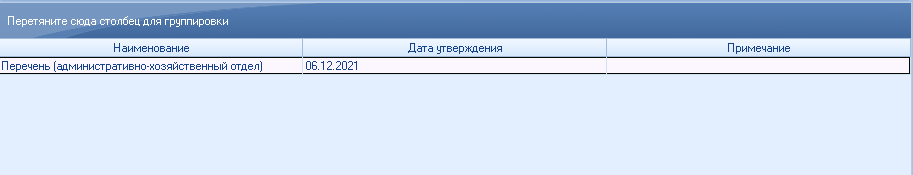 Перетяните сюда столбец для группировки
Наименование Дата утверждения Примечание
Перечень (административно-хозяйственный отдел) 06.12.2021